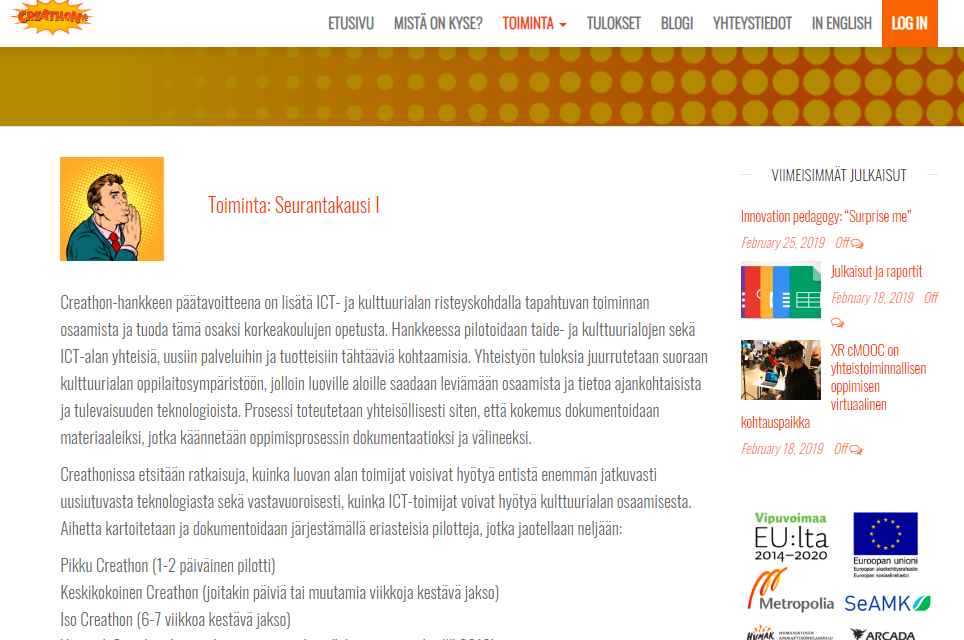 CREATHON
ETUSIVU MISTÄ ON KYSE? TOIMINTA TULOKSET BLOGI YHTEYSTIEDOT IN ENGLISH LOG IN
Toiminta: Seurantakausi I
Creathon-hankkeen päätavoitteena on lisätä ICT- ja kulttuurialan risteyskohdalla tapahtuvan toiminnan
osaamista ja tuoda tämä osaksi korkeakoulujen opetusta. Hankkeessa pilotoidaan taide- ja kulttuurialojen sekä
ICT-alan yhteisiä, uusiin palveluihin ja tuotteisiin tähtääviä kohtaamisia. Yhteistyön tuloksia juurrutetaan suoraan
kulttuurialan oppilaitosympäristöön, jolloin luoville aloille saadaan leviämään osaamista ja tietoa ajankohtaisista
ja tulevaisuuden teknologioista. Prosessi toteutetaan yhteisöllisesti siten, että kokemus dokumentoidaan
materiaaleiksi, jotka käännetään oppimisprosessin dokumentaatioksi ja välineeksi.
Creathonissa etsitään ratkaisuja, kuinka luovan alan toimijat voisivat hyötyä entistä enemmän jatkuvasti
uusiutuvasta teknologiasta sekä vastavuoroisesti, kuinka ICT-toimijat voivat hyötyä kulttuurialan osaamisesta.
Aihetta kartoitetaan ja dokumentoidaan järjestämällä eriasteisia pilotteja, jotka jaotellaan neljään:
Pikku Creathon (1-2 päiväinen pilotti)
Keskikokoinen Creathon (joitakin päiviä tai muutamia viikkoja kestävä jakso)
Iso Creathon (6-7 viikkoa kestävä jakso)
VIIMEISIMMÄT JULKAISUT
Innovation pedagogy: “Surprise me”
February 25, 2019 Off
Julkaisut ja raportit
February 18, 2019 Off
XR cMOOC on
yhteistoiminnallisen
oppimisen
virtuaalinen
kohtauspaikka
February 18, 2019 Off
Vipuvoimaa
EU:lta
2014–2020
Euroopan unioni
Euroopan aluekehitysrahasto
Euroopan sosiaalirahasto
Metropolia
SeAMK
HUMAK HUMANISTINEN
AMMATTIKORKEAKOULU
ARCADA